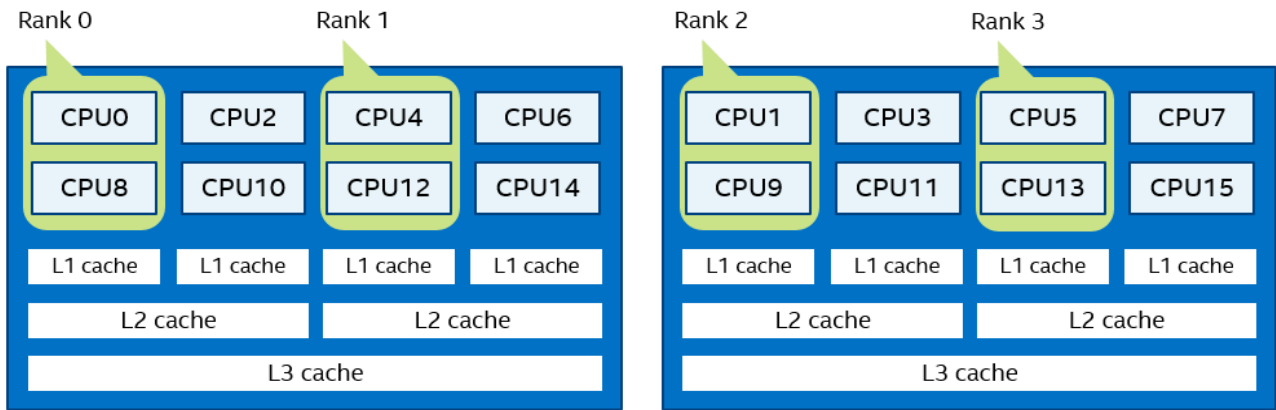 Rank 0 Rank 1 Rank 2 Rank 3
CPU0 CPU2 CPU4 CPU6 CPU1 CPU3 CPU5 CPU7
CPU8 CPU10 CPU12 CPU14 CPU9 CPU11 CPU13 CPU15
L1 cache L1 cache L1 cache L1 cache L1 cache L1 cache L1 cache L1 cache
L2 cache L2 cache L2 cache L2 cache
L3 cache L3 cache